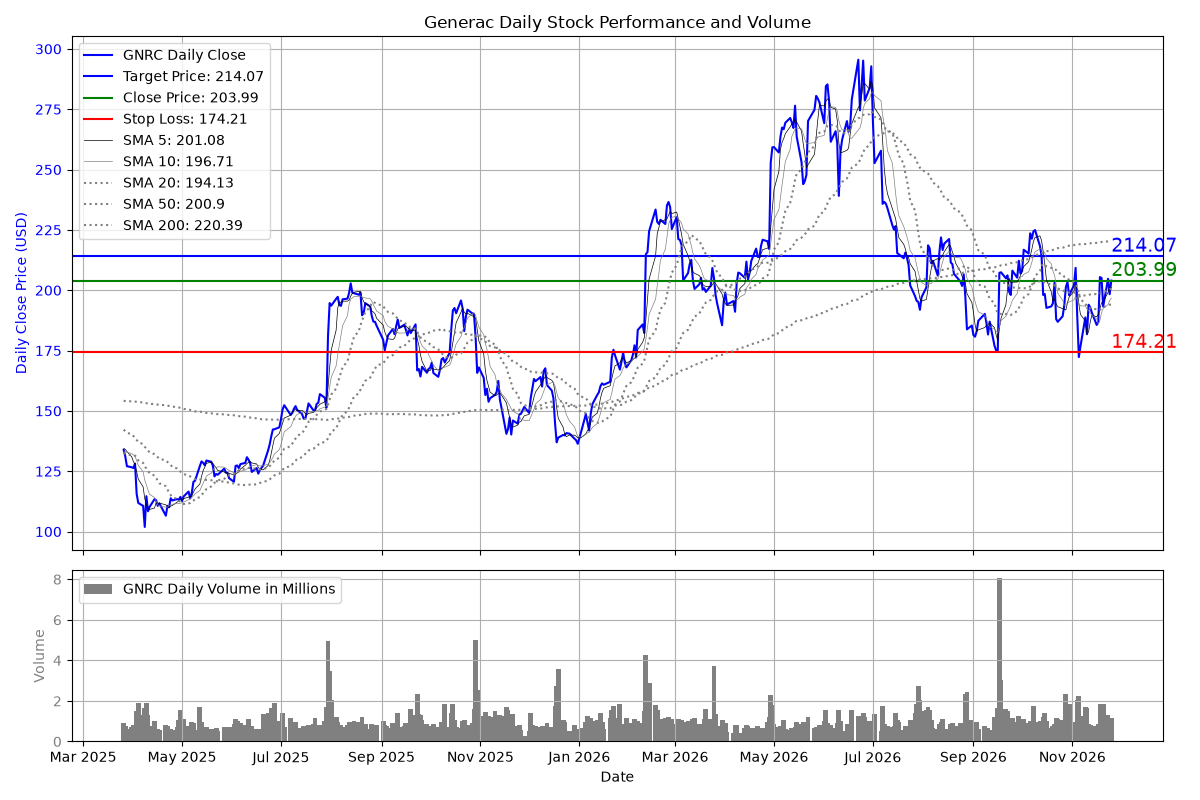 Generac Daily Stock Performance and Volume
300
275
250
225
200
175
150
125
100
Daily Close Price (USD)
GNRC Daily Close
Target Price: 214.07
Close Price: 203.99
Stop Loss: 174.21
SMA 5: 201.08
SMA 10: 196.71
SMA 20: 194.13
SMA 50: 200.9
SMA 200: 220.39
214.07
203.99
174.21
8
6
4
2
0
Volume
GNRC Daily Volume in Millions
Mar 2025
May 2025
Jul 2025
Sep 2025
Nov 2025
Jan 2026
Mar 2026
May 2026
Jul 2026
Sep 2026
Nov 2026
Date